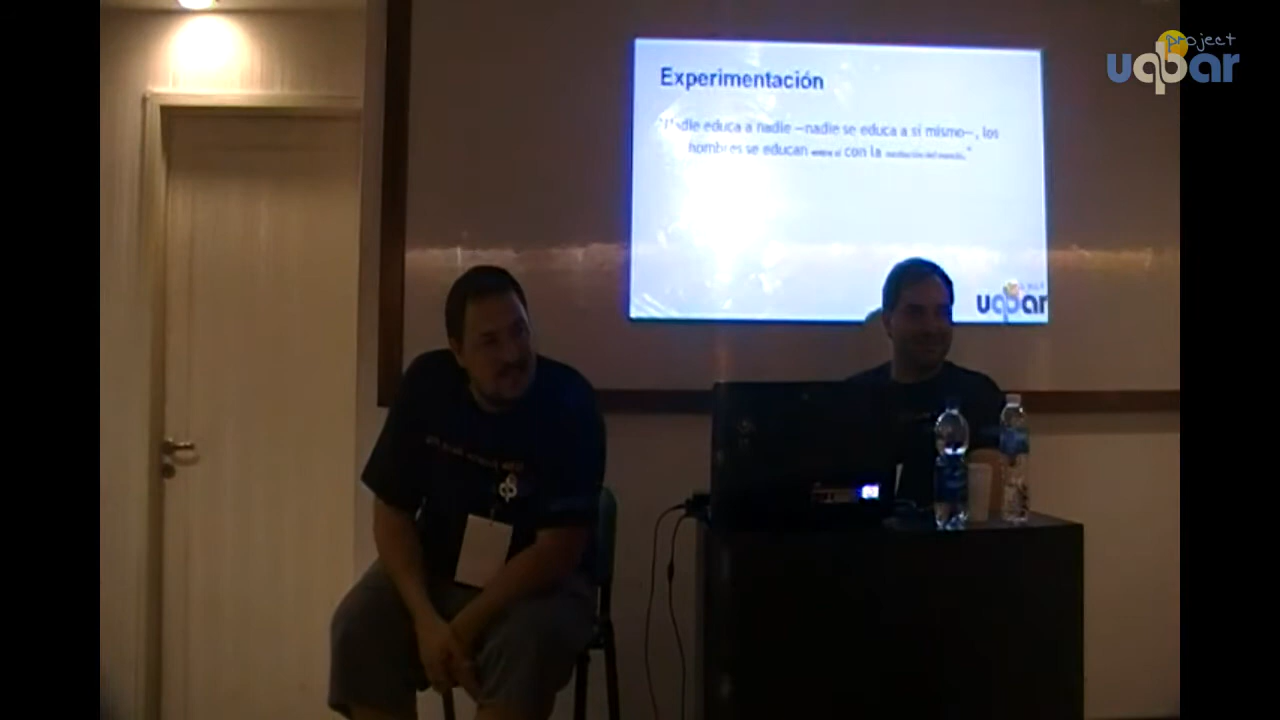 project
uqbar
Experimentación
"Nadie educa a nadie —nadie se educa a sí mismo—, los
hombres se educan entre sí con la mediación del mundo."
uqbar